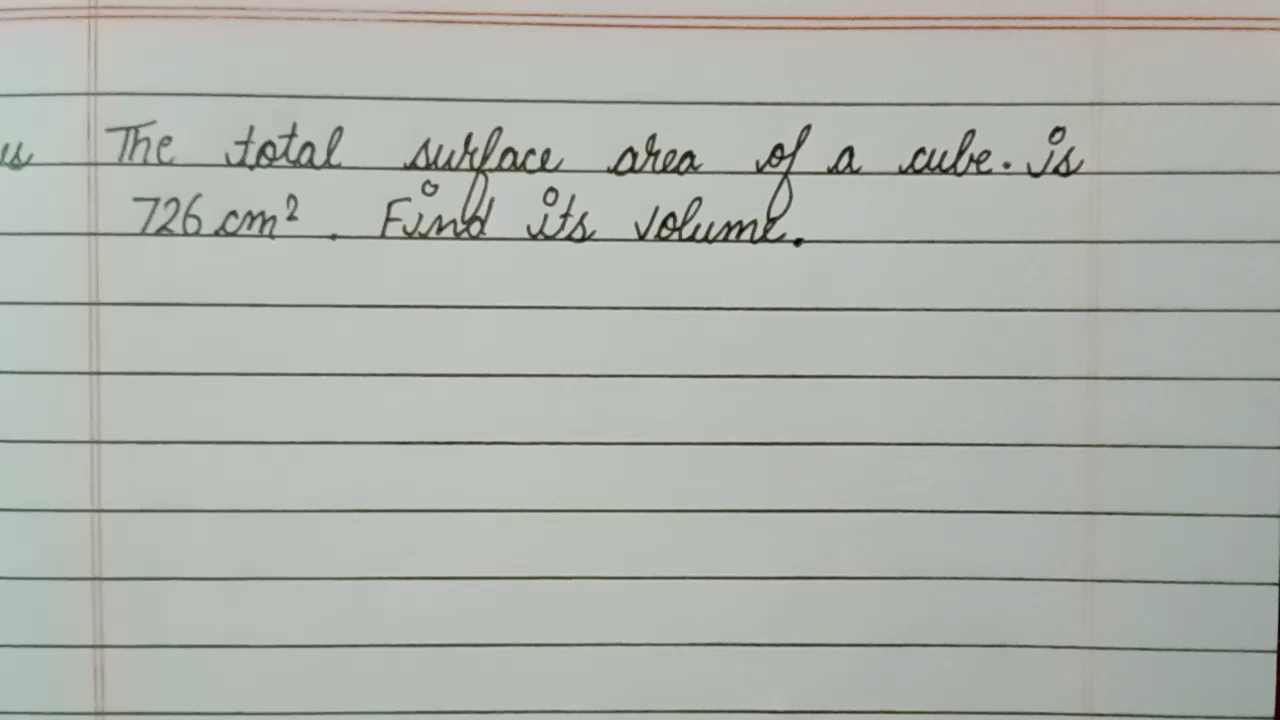 The total surface area of a cube. is
726 cm². Find its volume.